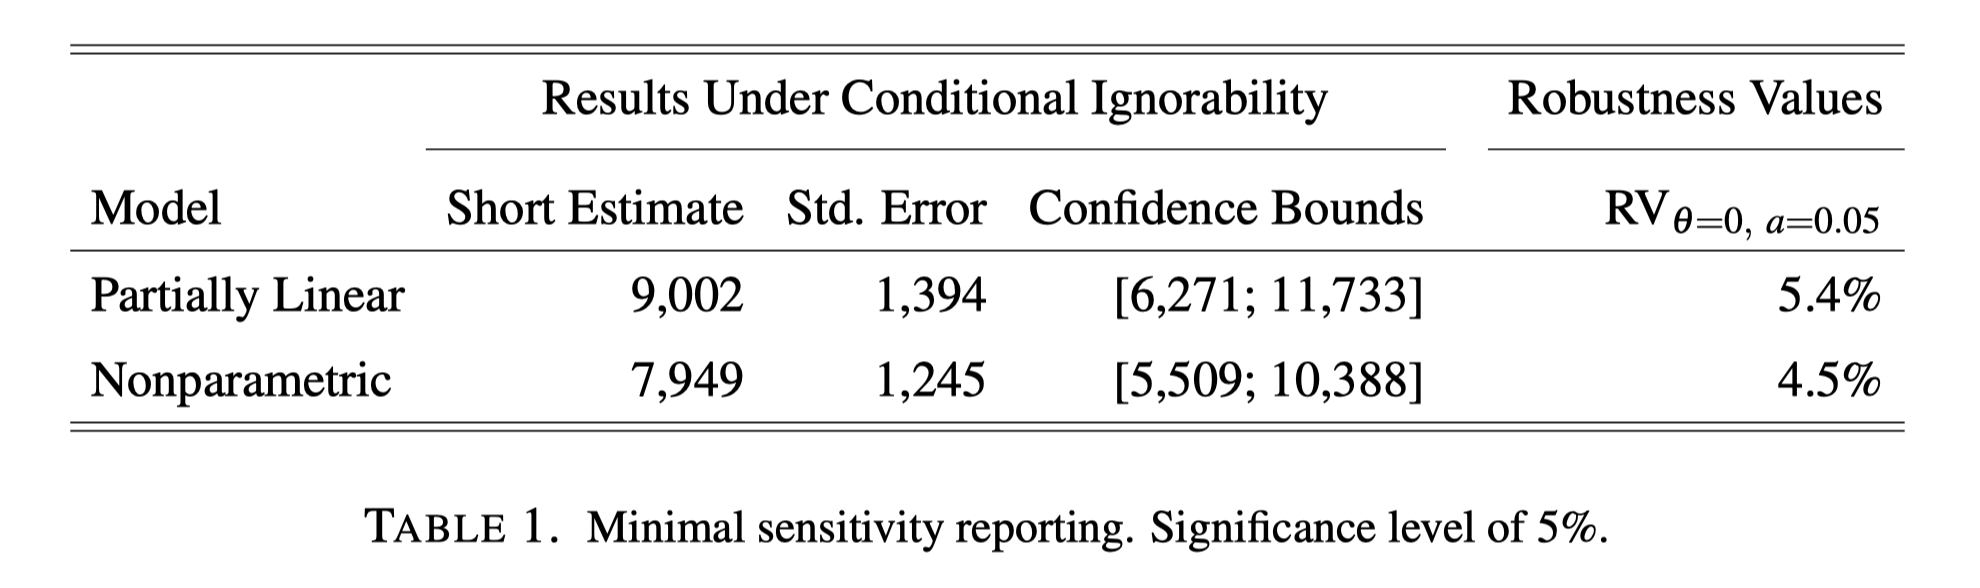 Results Under Conditional Ignorability Robustness Values
Model Short Estimate Std. Error Confidence Bounds RV θ=0, a=0.05
Partially Linear 9,002 1,394 [6,271; 11,733] 5.4%
Nonparametric 7,949 1,245 [5,509; 10,388] 4.5%
TABLE 1. Minimal sensitivity reporting. Significance level of 5%.